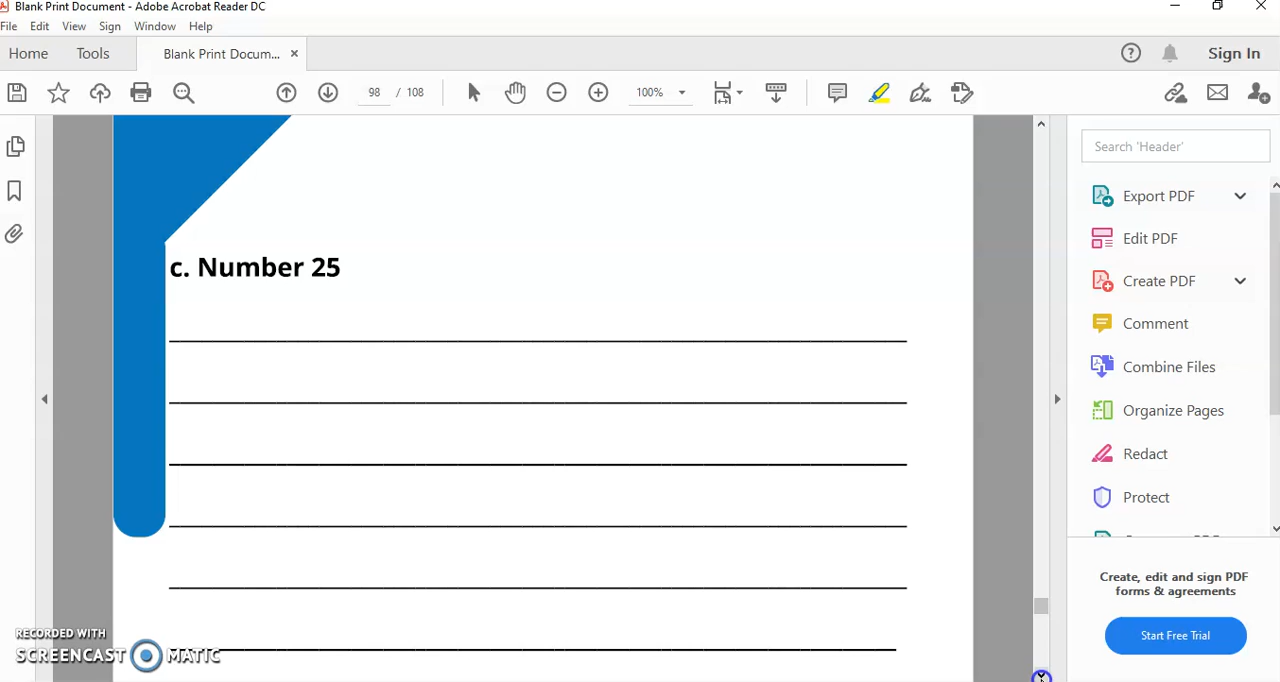 Blank Print Document - Adobe Acrobat Reader DC
File Edit View Sign Window Help
Home Tools Blank Print Docum... × Sign In
98 / 108 100%
Search 'Header'
Export PDF
Edit PDF
Create PDF
Comment
Combine Files
Organize Pages
Redact
Protect
Create, edit and sign PDF
forms & agreements
Start Free Trial
c. Number 25
RECORDED WITH
SCREENCAST MATIC